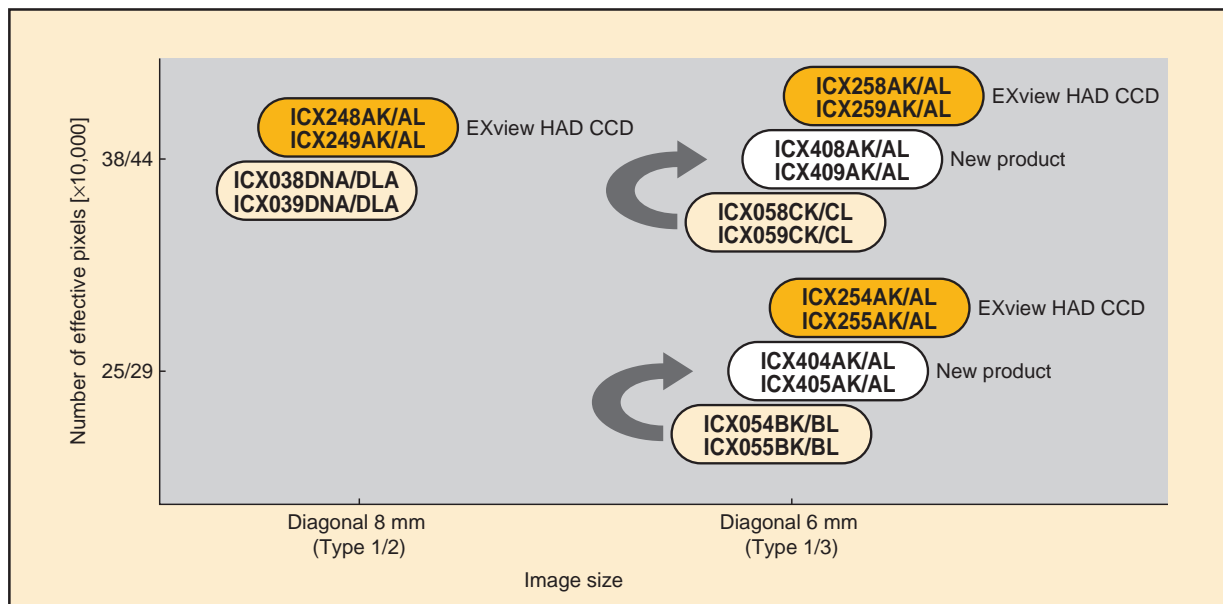 Number of effective pixels [×10,000]
38/44
25/29
ICX248AK/AL
ICX249AK/AL
EXview HAD CCD
ICX038DNA/DLA
ICX039DNA/DLA
ICX258AK/AL
ICX259AK/AL
EXview HAD CCD
ICX408AK/AL
ICX409AK/AL
New product
ICX058CK/CL
ICX059CK/CL
ICX254AK/AL
ICX255AK/AL
EXview HAD CCD
ICX404AK/AL
ICX405AK/AL
New product
ICX054BK/BL
ICX055BK/BL
Diagonal 8 mm
(Type 1/2)
Diagonal 6 mm
(Type 1/3)
Image size